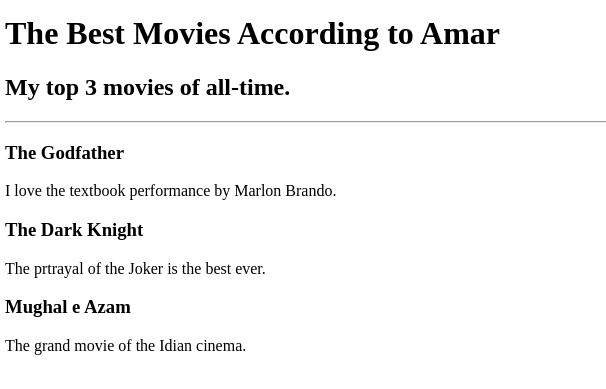 The Best Movies According to Amar
My top 3 movies of all-time.
The Godfather
I love the textbook performance by Marlon Brando.
The Dark Knight
The prtrayal of the Joker is the best ever.
Mughal e Azam
The grand movie of the Idian cinema.